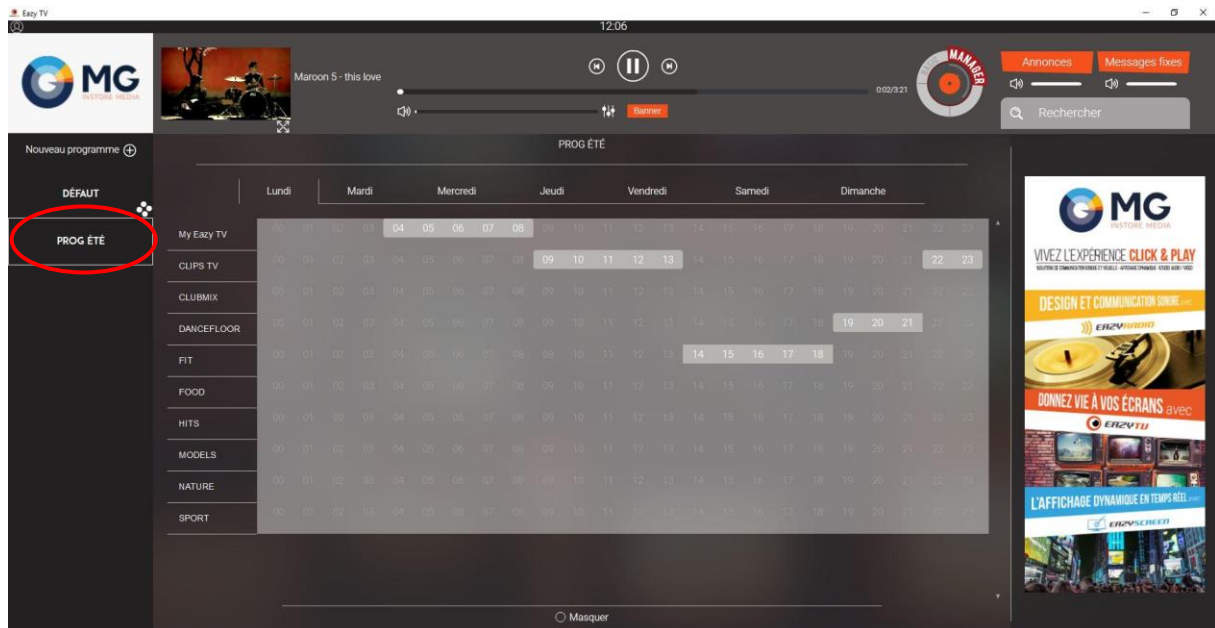 Eazy TV
12:06
MG
INSTORE MEDIA
Maroon 5 - this love
0:02/3:21
Banner
MANAGER
Annonces
Messages fixes
Rechercher
Nouveau programme
DÉFAUT
PROG ÉTÉ
PROG ÉTÉ
Lundi Mardi Mercredi Jeudi Vendredi Samedi Dimanche
My Eazy TV 00 01 02 03 04 05 06 07 08 09 10 11 12 13 14 15 16 17 18 19 20 21 22 23
CLIPS TV 00 01 02 03 04 05 06 07 08 09 10 11 12 13 14 15 16 17 18 19 20 21 22 23
CLUBMIX 00 01 02 03 04 05 06 07 08 09 10 11 12 13 14 15 16 17 18 19 20 21 22 23
DANCEFLOOR 00 01 02 03 04 05 06 07 08 09 10 11 12 13 14 15 16 17 18 19 20 21 22 23
FIT 00 01 02 03 04 05 06 07 08 09 10 11 12 13 14 15 16 17 18 19 20 21 22 23
FOOD 00 01 02 03 04 05 06 07 08 09 10 11 12 13 14 15 16 17 18 19 20 21 22 23
HITS 00 01 02 03 04 05 06 07 08 09 10 11 12 13 14 15 16 17 18 19 20 21 22 23
MODELS 00 01 02 03 04 05 06 07 08 09 10 11 12 13 14 15 16 17 18 19 20 21 22 23
NATURE 00 01 02 03 04 05 06 07 08 09 10 11 12 13 14 15 16 17 18 19 20 21 22 23
SPORT 00 01 02 03 04 05 06 07 08 09 10 11 12 13 14 15 16 17 18 19 20 21 22 23
Masquer
MG
INSTORE MEDIA
VIVEZ L'EXPÉRIENCE CLICK & PLAY
DESIGN ET COMMUNICATION SONORE avec
EAZYRADIO
DONNEZ VIE À VOS ÉCRANS avec
EAZYTV
L'AFFICHAGE DYNAMIQUE EN TEMPS RÉEL avec
EAZYSCREEN